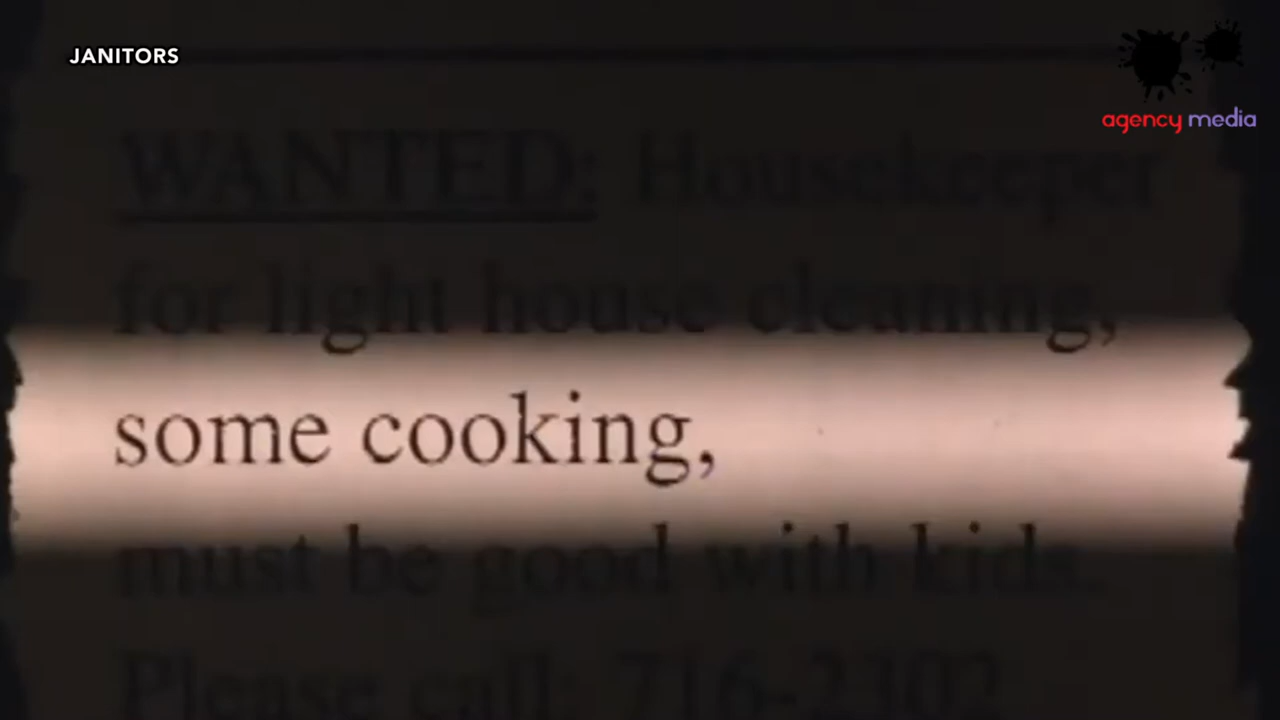 JANITORS
agency media
WANTED: Housekeeper
for light house cleaning,
some cooking,
must be good with kids.
Please call: 716-2302